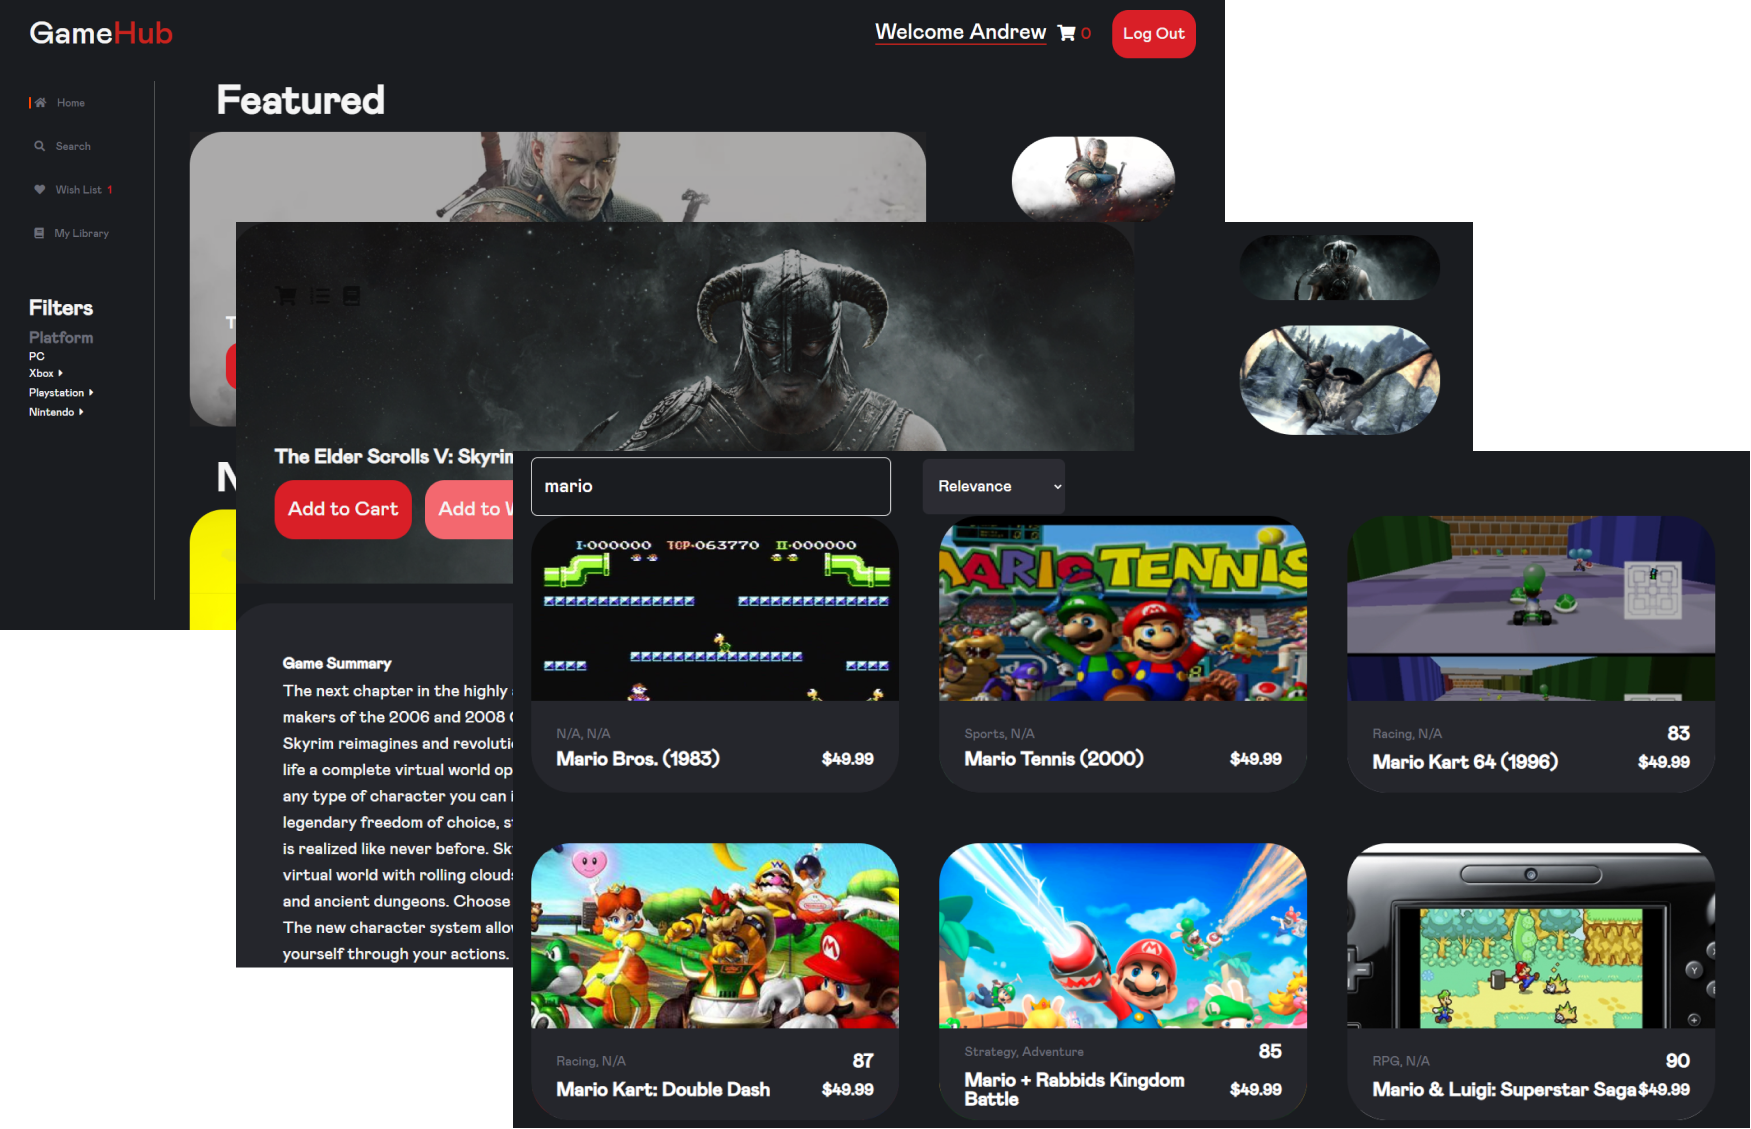 GameHub
Welcome Andrew 0 Log Out
Home
Search
Wish List 1
My Library
Filters
Platform
PC
Xbox
Playstation
Nintendo
Featured
The Elder Scrolls V: Skyrim
Add to Cart Add to
Game Summary
The next chapter in the highly
makers of the 2006 and 2008
Skyrim reimagines and
life a complete virtual world
any type of character you can
legendary freedom of choice,
is realized like never before.
virtual world with rolling clouds
and ancient dungeons. Choose
The new character system
yourself through your actions.
mario
Relevance
I-000000 TOP-063770 II-000000
N/A, N/A
Mario Bros. (1983) $49.99
MARIO TENNIS
Sports, N/A
Mario Tennis (2000) $49.99
Racing, N/A 83
Mario Kart 64 (1996) $49.99
Racing, N/A 87
Mario Kart: Double Dash $49.99
Strategy, Adventure 85
Mario + Rabbids Kingdom
Battle $49.99
RPG, N/A 90
Mario & Luigi: Superstar Saga $49.99